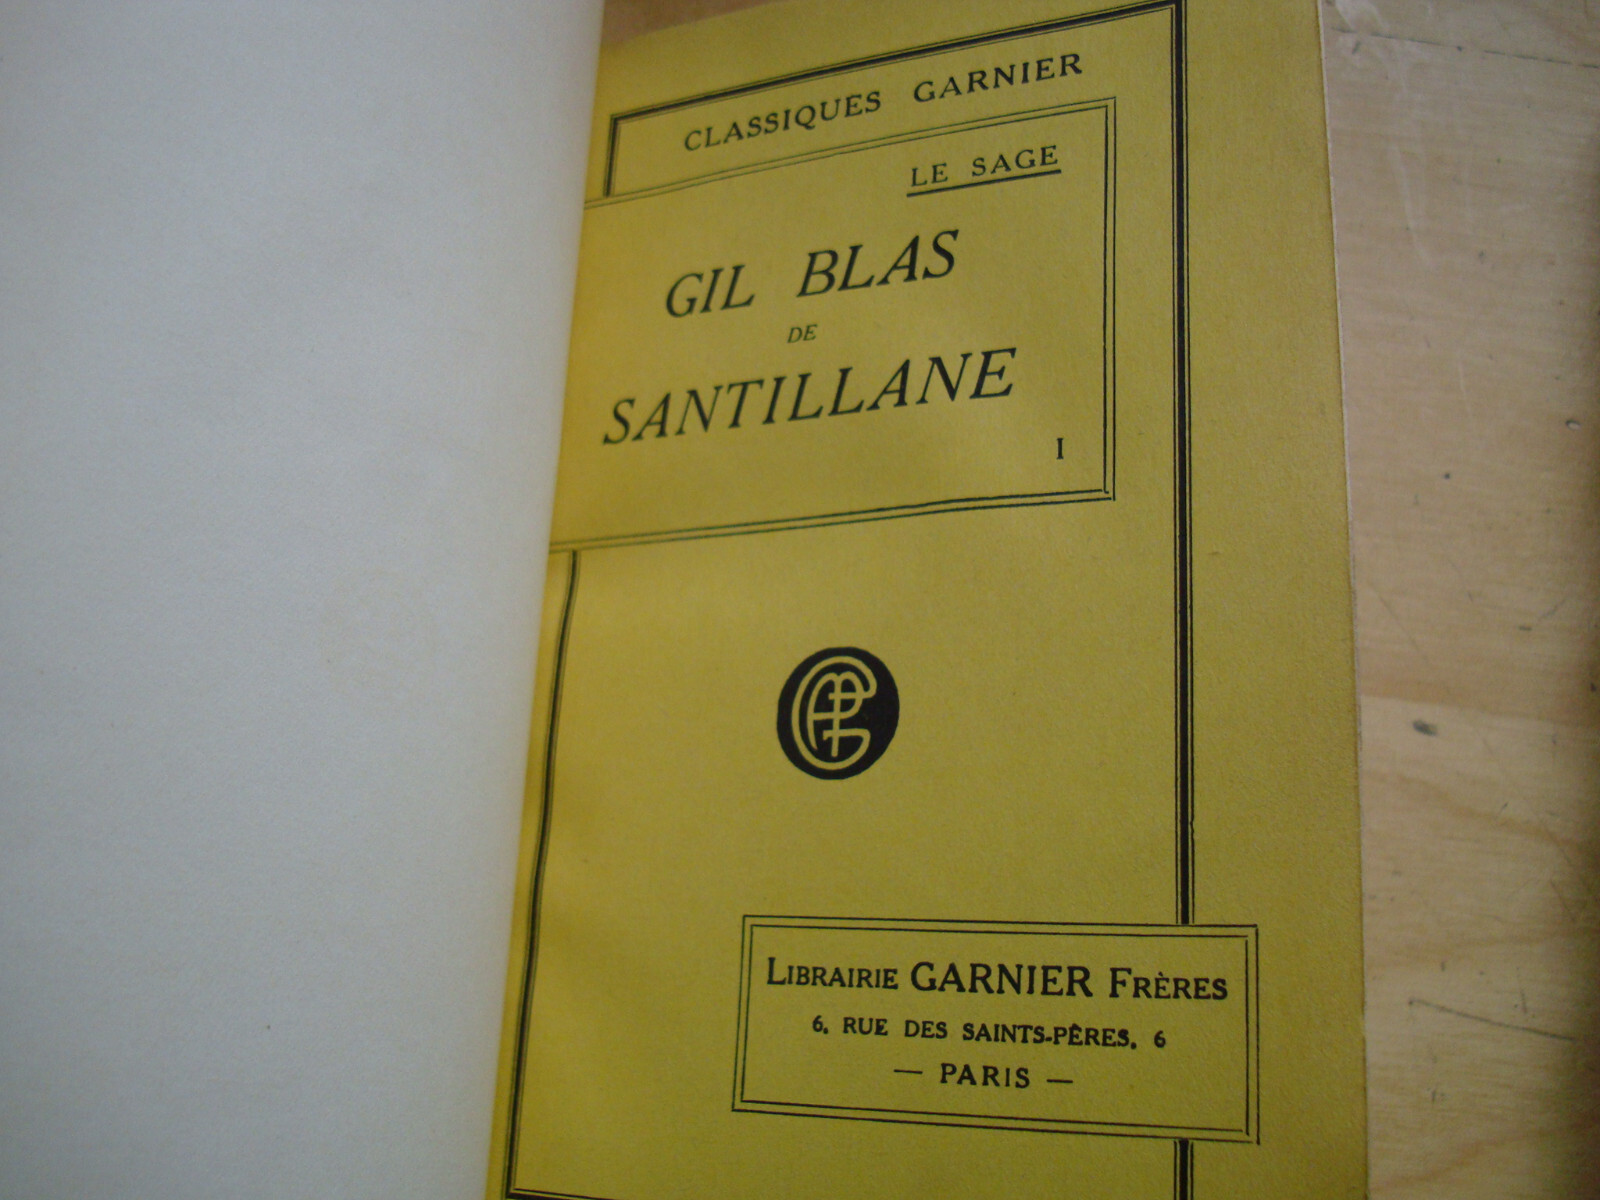 CLASSIQUES GARNIER
LE SAGE
GIL BLAS
DE
SANTILLANE
I
LIBRAIRIE GARNIER FRÈRES
6, RUE DES SAINTS-PÈRES, 6
— PARIS —